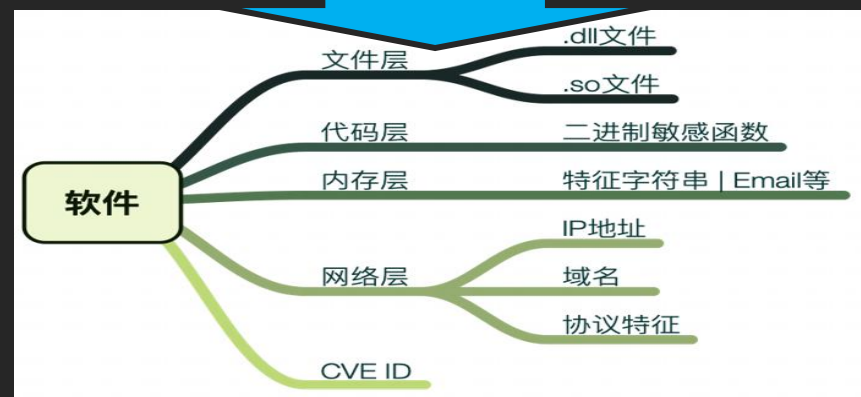 软件
文件层
.dll文件
.so文件
代码层
二进制敏感函数
内存层
特征字符串 | Email等
网络层
IP地址
域名
协议特征
CVE ID